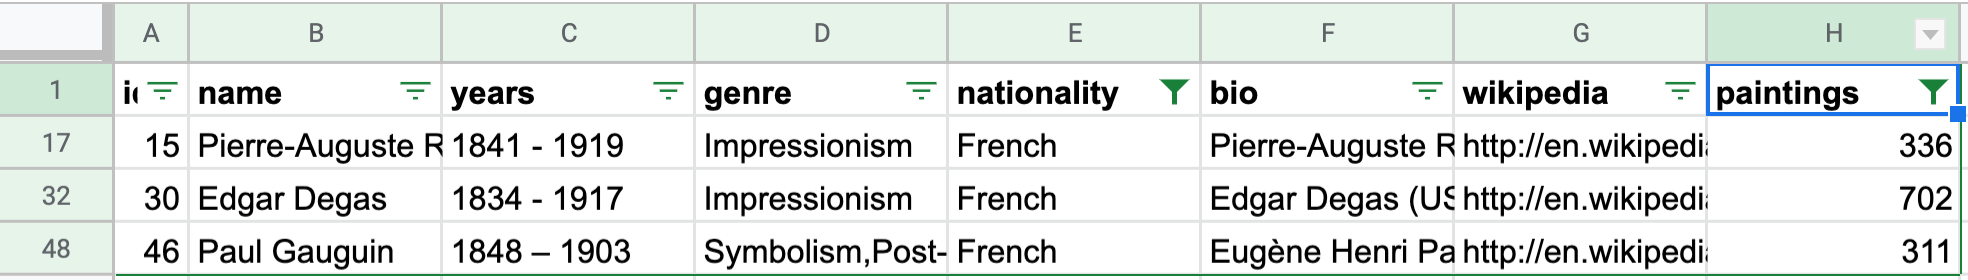 A B C D E F G H
1 name years genre nationality bio wikipedia paintings
17 15 Pierre-Auguste R 1841 - 1919 Impressionism French Pierre-Auguste R http://en.wikipedi 336
32 30 Edgar Degas 1834 - 1917 Impressionism French Edgar Degas (US http://en.wikipedi 702
48 46 Paul Gauguin 1848 – 1903 Symbolism,Post- French Eugène Henri Pa http://en.wikipedi 311